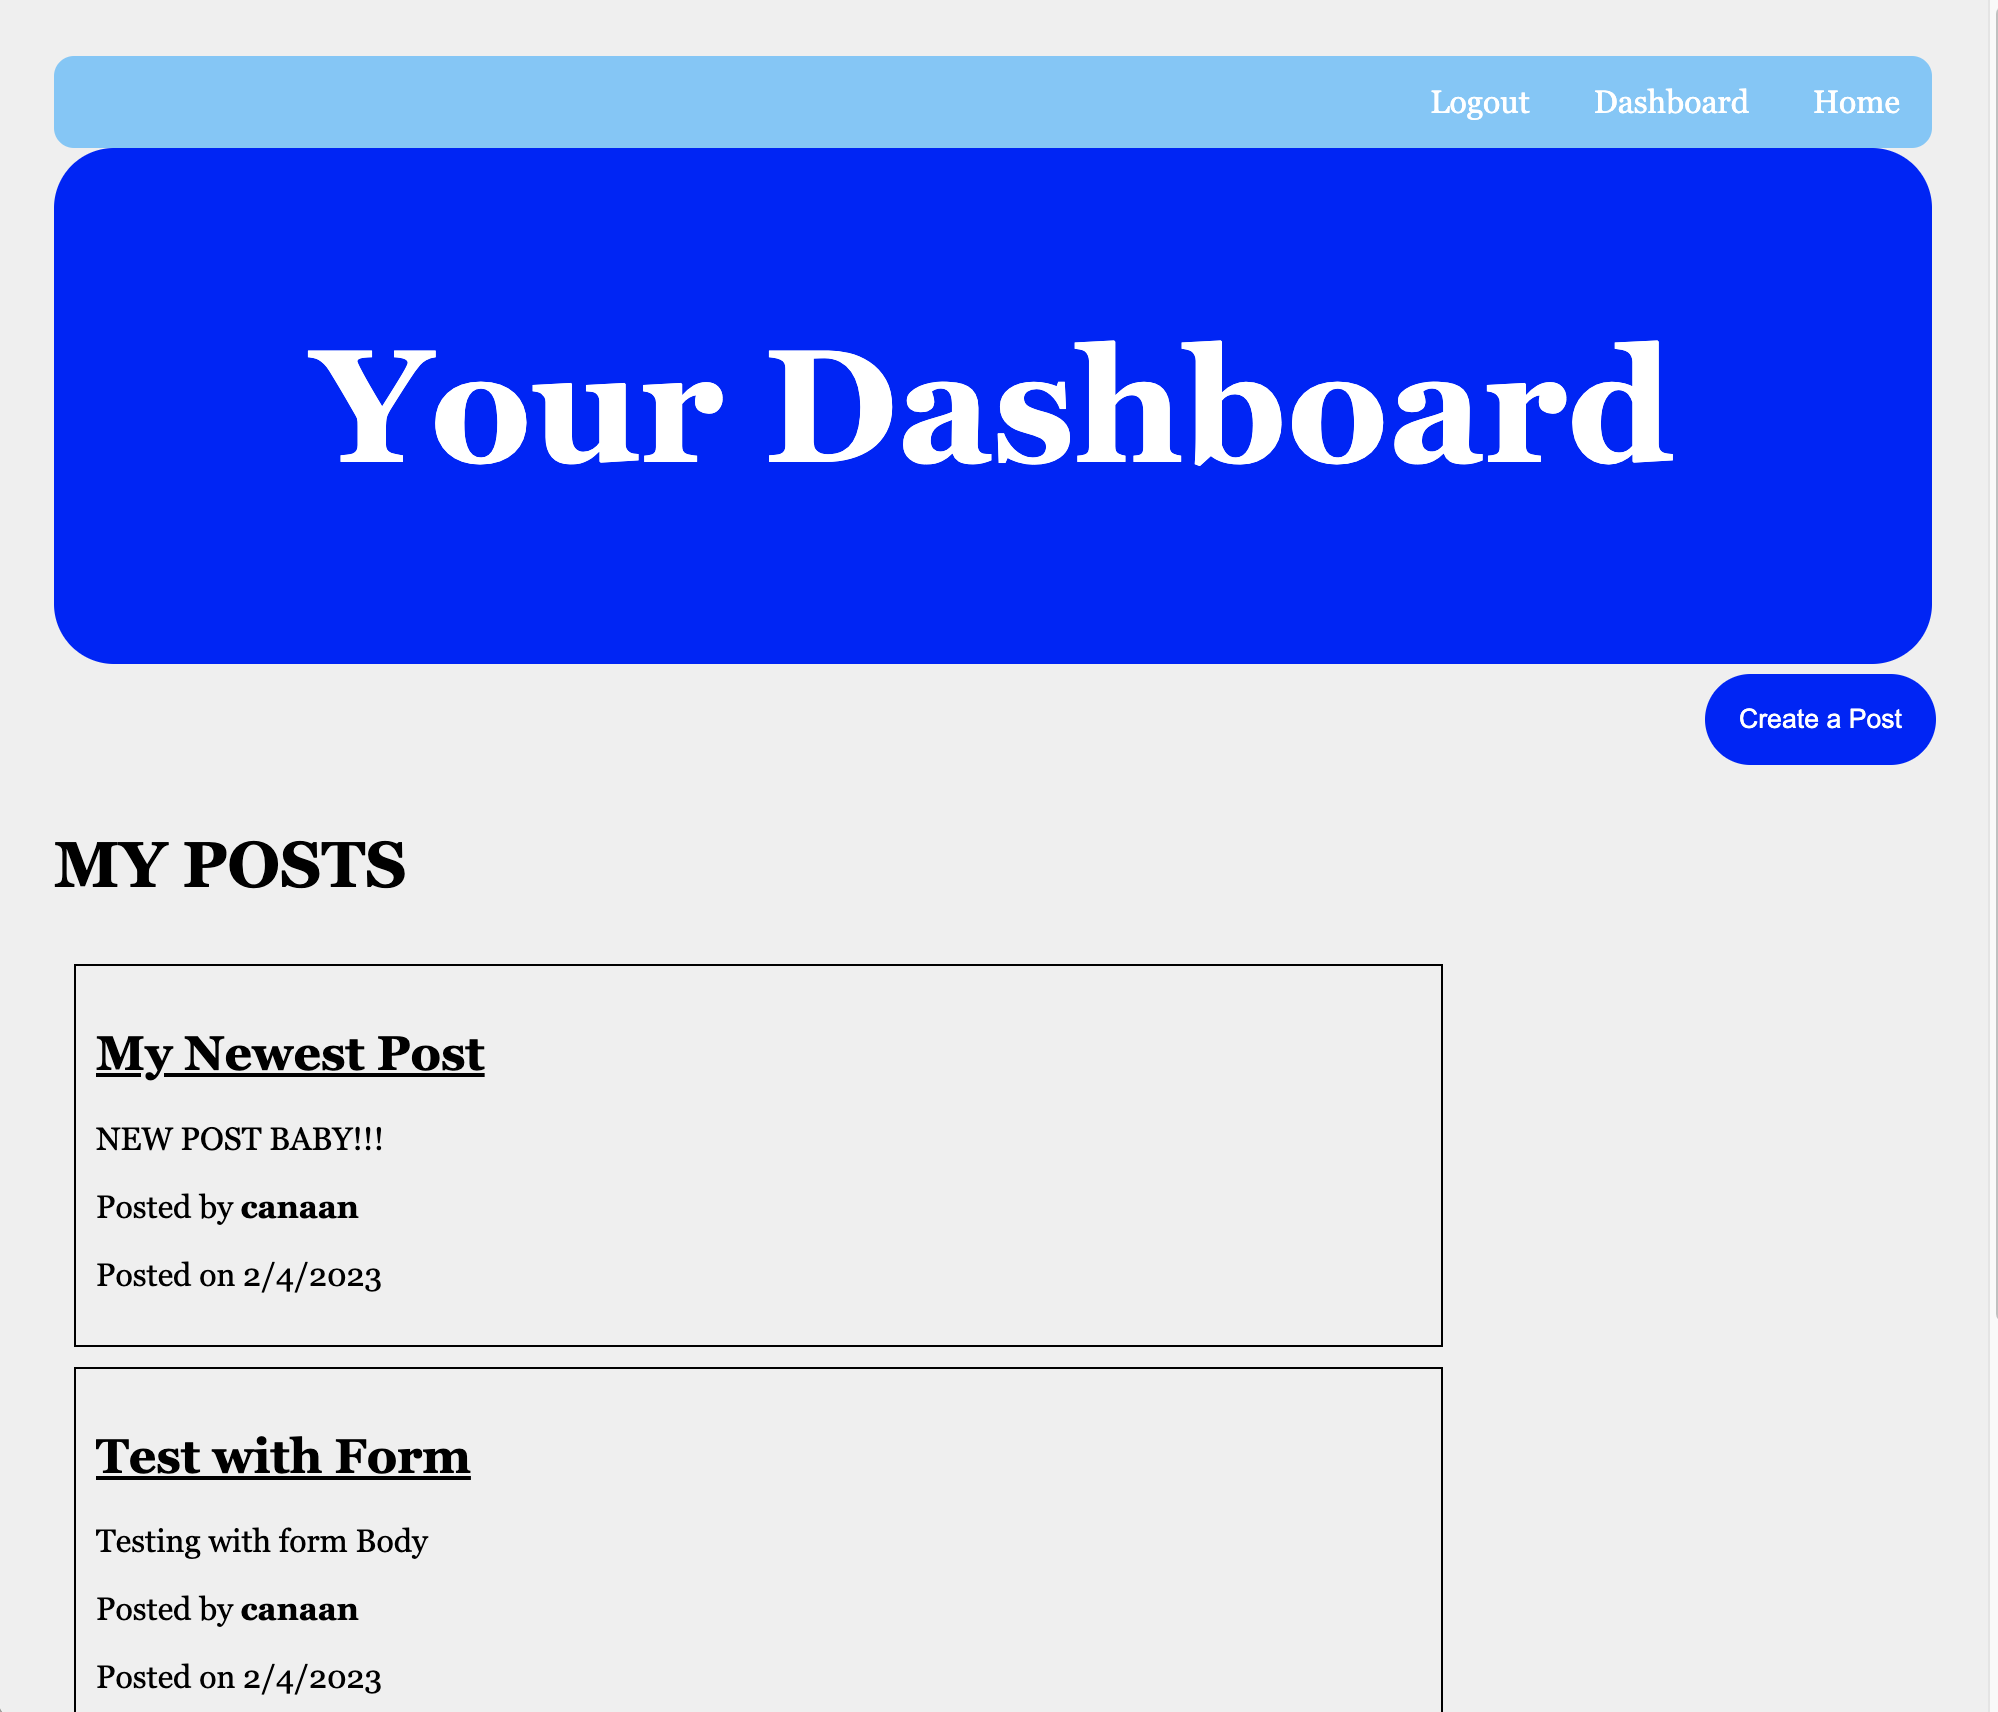 Logout Dashboard Home
Your Dashboard
Create a Post
MY POSTS
My Newest Post
NEW POST BABY!!!
Posted by canaan
Posted on 2/4/2023
Test with Form
Testing with form Body
Posted by canaan
Posted on 2/4/2023